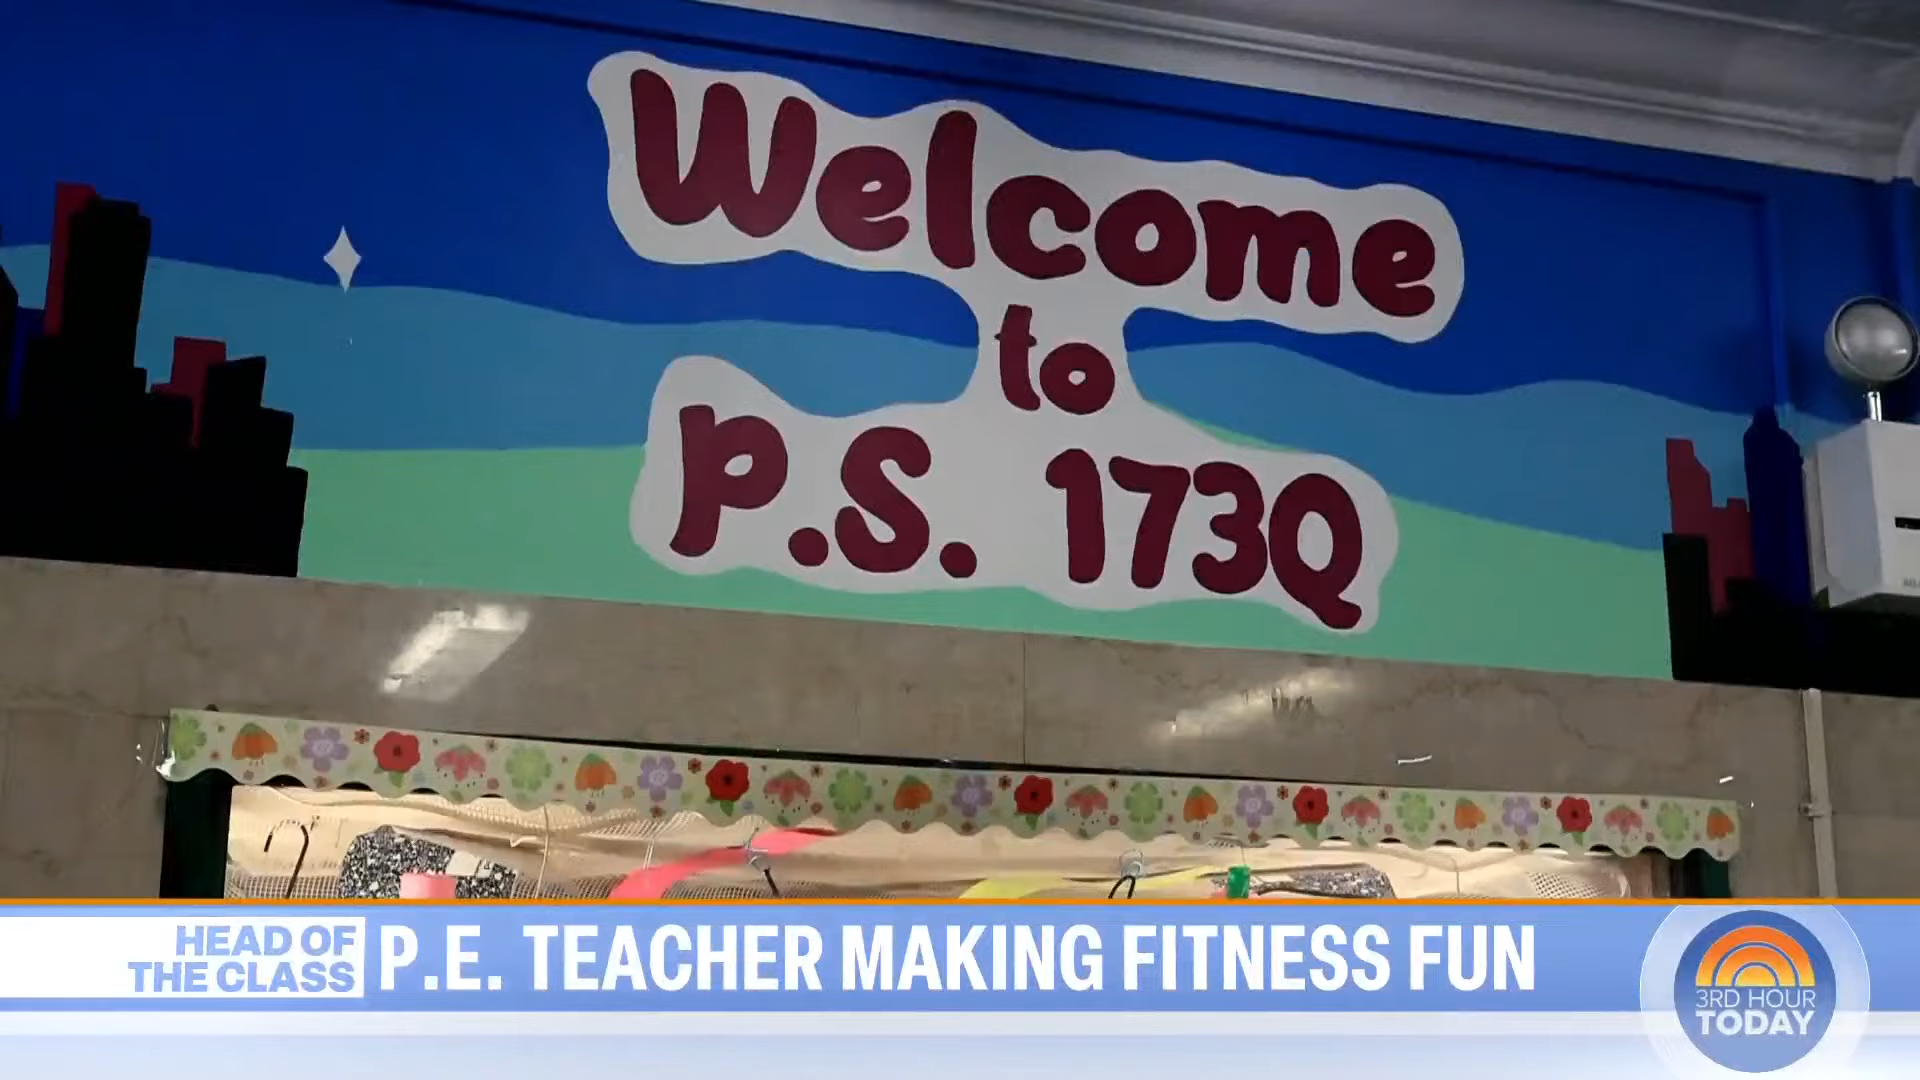 Welcome
to
P.S. 173Q
HEAD OF
THE CLASS
P.E. TEACHER MAKING FITNESS FUN
3RD HOUR
TODAY